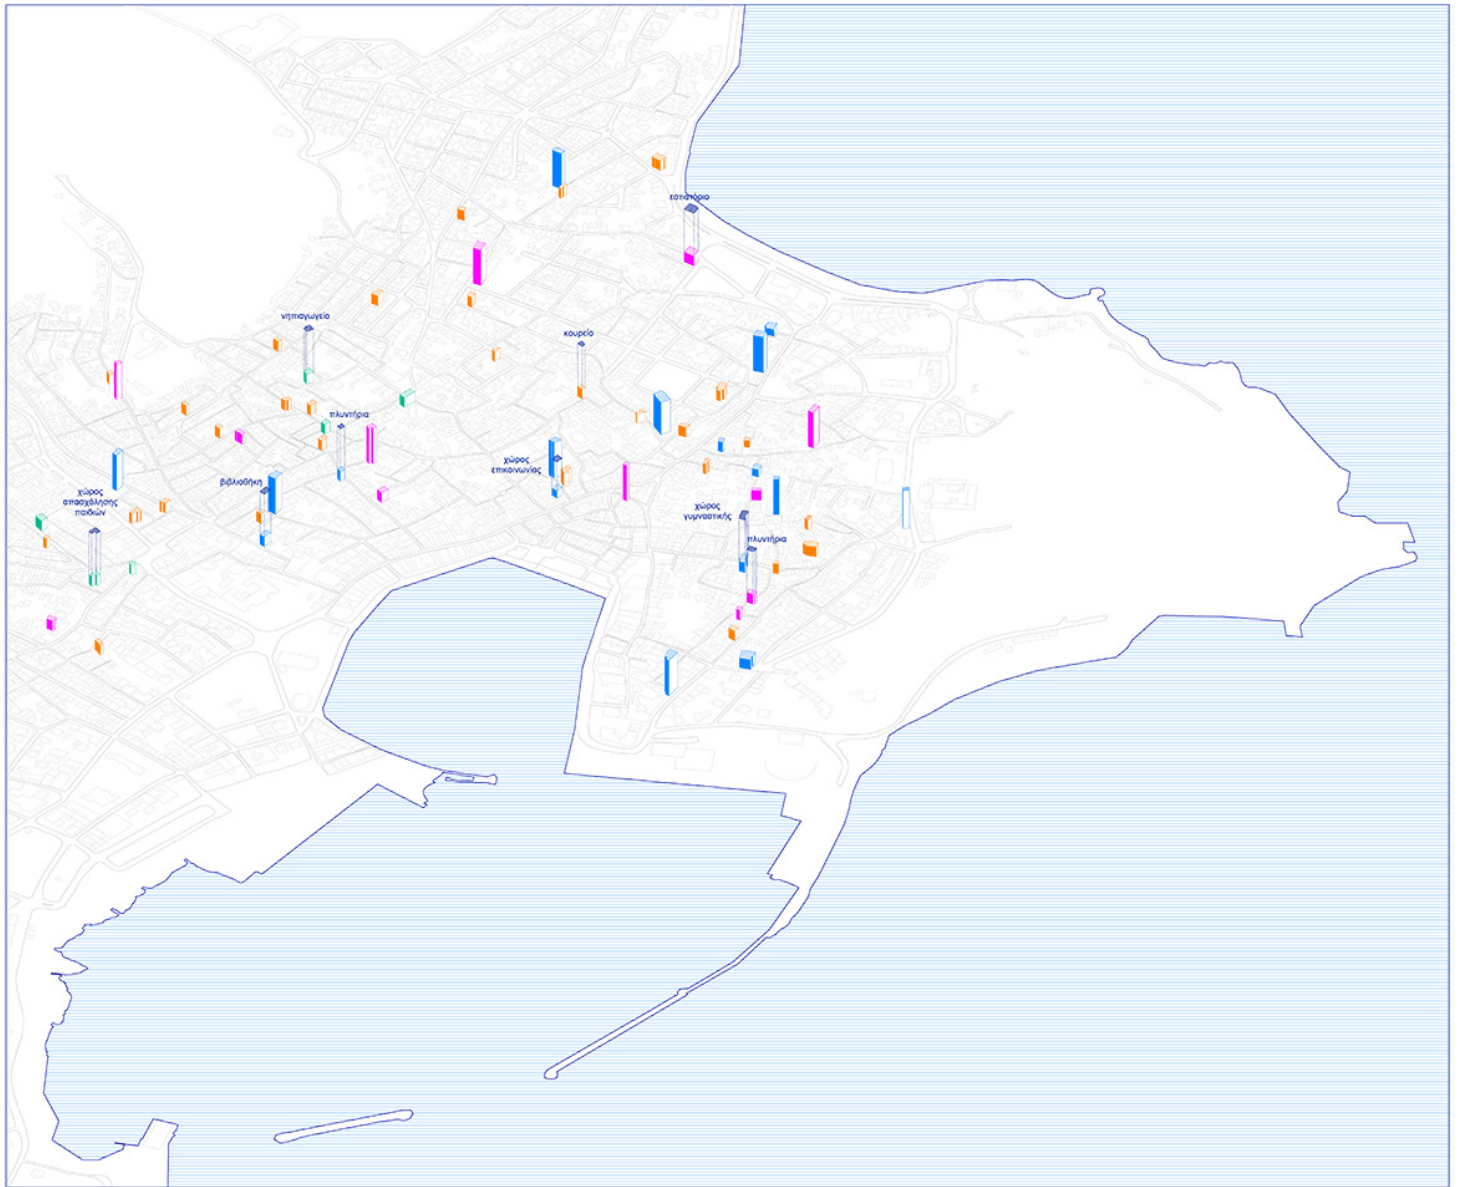 εστιατόριο
νηπιαγωγείο
κουρείο
πλυντήρια
χώρος
επικοινωνίας
βιβλιοθήκη
χώρος
απασχόλησης
παιδιών
χώρος
γυμναστικής
πλυντήρια